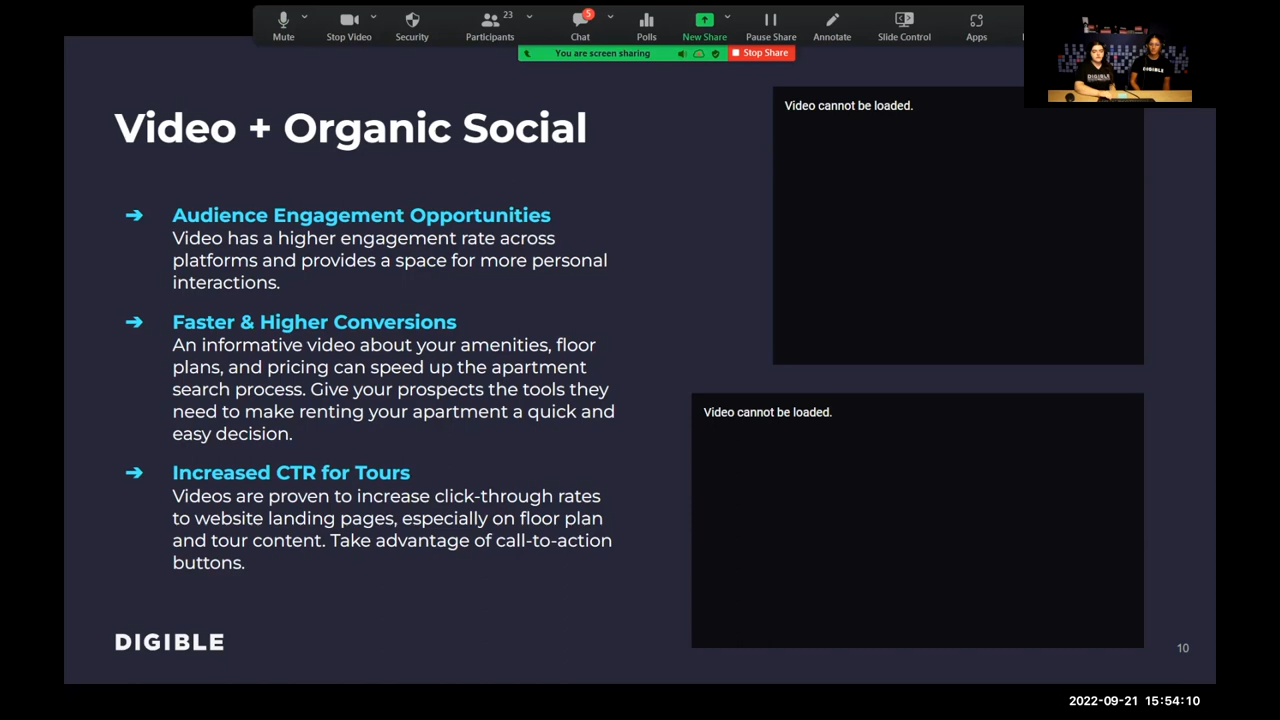 23
5
Mute
Stop Video
Security
Participants
Chat
Polls
New Share
Pause Share
Annotate
Slide Control
Apps
You are screen sharing
Stop Share
DIGIBLE
DIGIBLE
Video + Organic Social
Video cannot be loaded.
➔ Audience Engagement Opportunities
Video has a higher engagement rate across
platforms and provides a space for more personal
interactions.
➔ Faster & Higher Conversions
An informative video about your amenities, floor
plans, and pricing can speed up the apartment
search process. Give your prospects the tools they
need to make renting your apartment a quick and
easy decision.
➔ Increased CTR for Tours
Videos are proven to increase click-through rates
to website landing pages, especially on floor plan
and tour content. Take advantage of call-to-action
buttons.
Video cannot be loaded.
DIGIBLE
10
2022-09-21 15:54:10